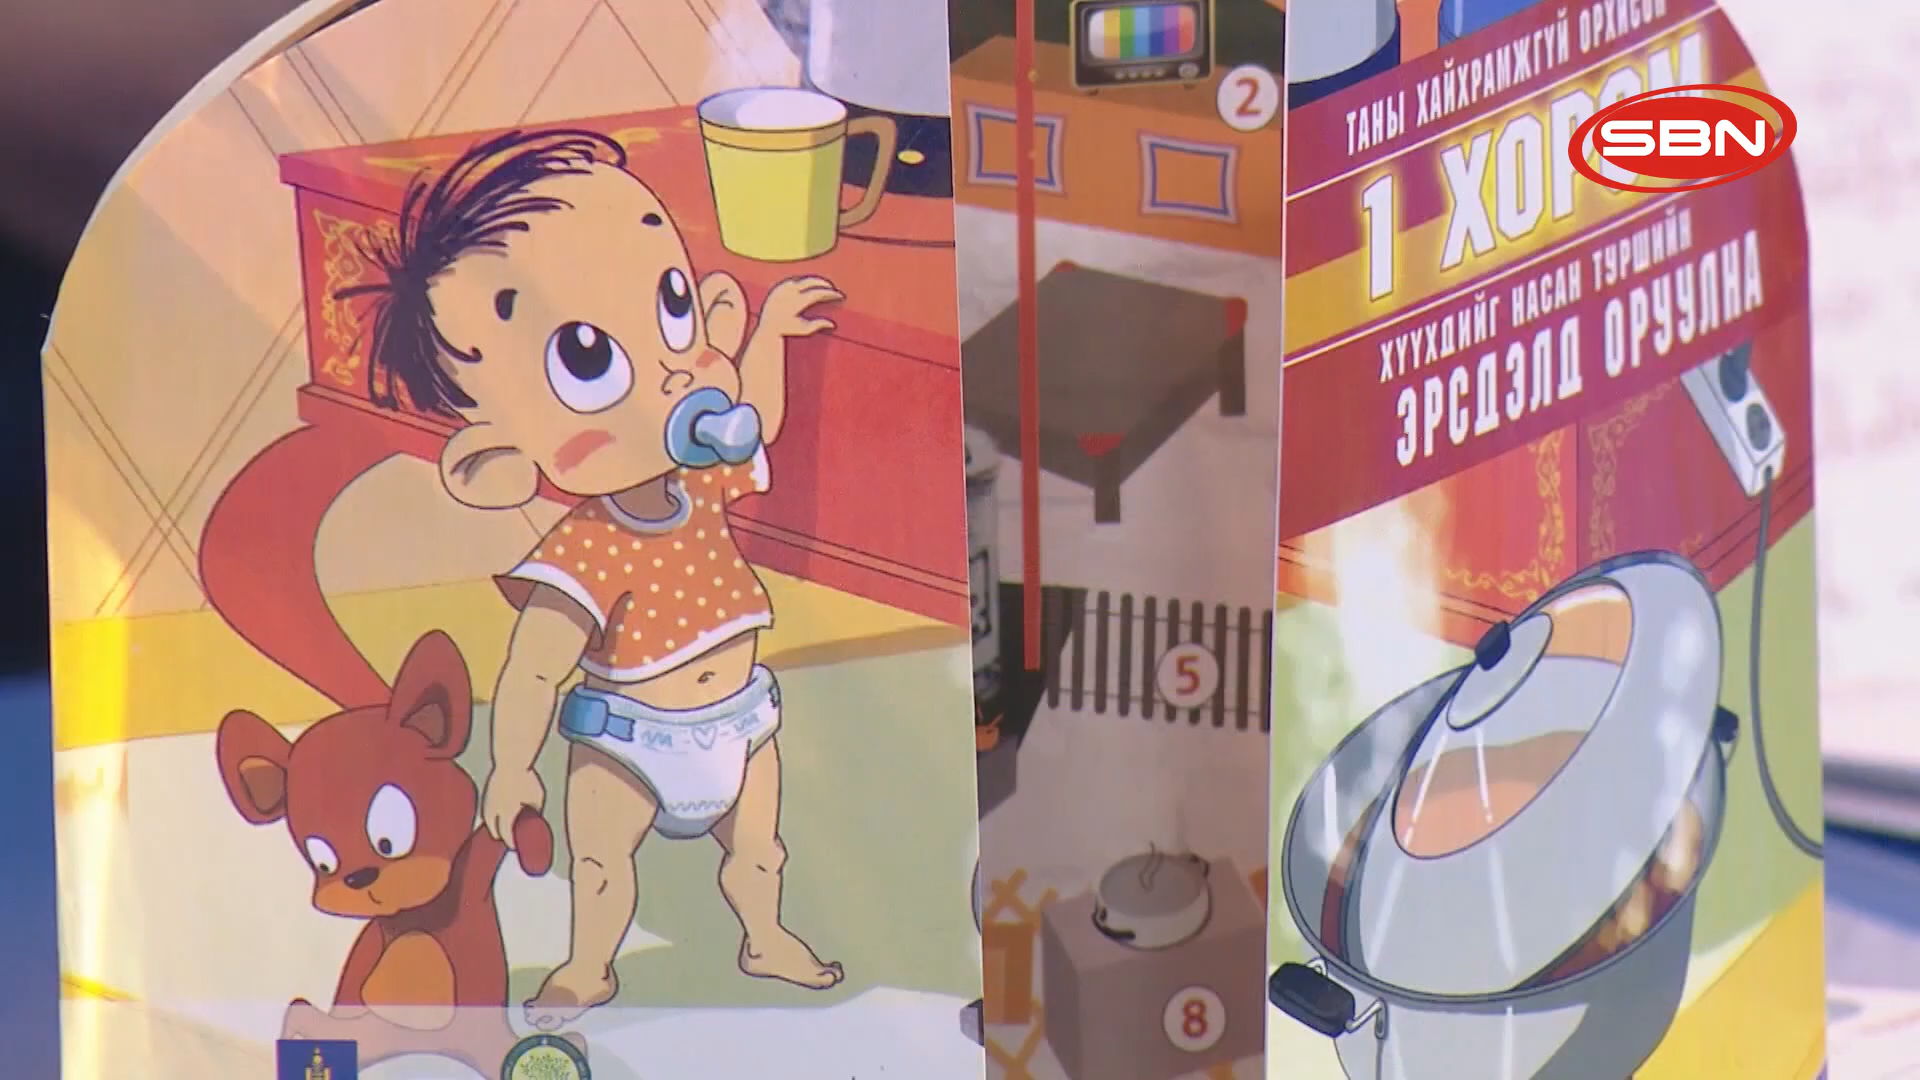 2
5
8
ТАНЫ ХАЙХРАМЖГҮЙ ОРХИСОН
1 ХОРОМ
ХҮҮХДИЙГ НАСАН ТУРШИЙН
ЭРСДЭЛД ОРУУЛНА
SBN